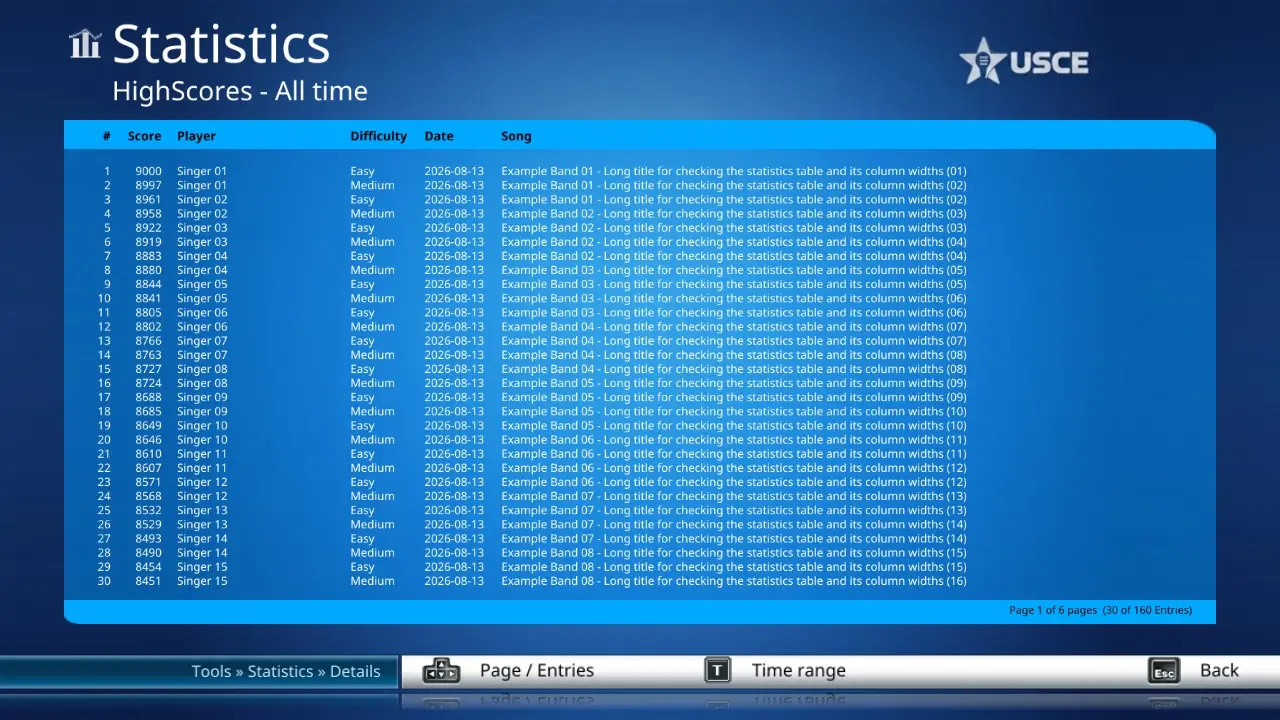 Statistics
HighScores - All time
USCE
# Score Player Difficulty Date Song
1 9000 Singer 01 Easy 2026-08-13 Example Band 01 - Long title for checking the statistics table and its column widths (01)
2 8997 Singer 01 Medium 2026-08-13 Example Band 01 - Long title for checking the statistics table and its column widths (02)
3 8961 Singer 02 Easy 2026-08-13 Example Band 01 - Long title for checking the statistics table and its column widths (02)
4 8958 Singer 02 Medium 2026-08-13 Example Band 02 - Long title for checking the statistics table and its column widths (03)
5 8922 Singer 03 Easy 2026-08-13 Example Band 02 - Long title for checking the statistics table and its column widths (03)
6 8919 Singer 03 Medium 2026-08-13 Example Band 02 - Long title for checking the statistics table and its column widths (04)
7 8883 Singer 04 Easy 2026-08-13 Example Band 02 - Long title for checking the statistics table and its column widths (04)
8 8880 Singer 04 Medium 2026-08-13 Example Band 03 - Long title for checking the statistics table and its column widths (05)
9 8844 Singer 05 Easy 2026-08-13 Example Band 03 - Long title for checking the statistics table and its column widths (05)
10 8841 Singer 05 Medium 2026-08-13 Example Band 03 - Long title for checking the statistics table and its column widths (06)
11 8805 Singer 06 Easy 2026-08-13 Example Band 03 - Long title for checking the statistics table and its column widths (06)
12 8802 Singer 06 Medium 2026-08-13 Example Band 04 - Long title for checking the statistics table and its column widths (07)
13 8766 Singer 07 Easy 2026-08-13 Example Band 04 - Long title for checking the statistics table and its column widths (07)
14 8763 Singer 07 Medium 2026-08-13 Example Band 04 - Long title for checking the statistics table and its column widths (08)
15 8727 Singer 08 Easy 2026-08-13 Example Band 04 - Long title for checking the statistics table and its column widths (08)
16 8724 Singer 08 Medium 2026-08-13 Example Band 05 - Long title for checking the statistics table and its column widths (09)
17 8688 Singer 09 Easy 2026-08-13 Example Band 05 - Long title for checking the statistics table and its column widths (09)
18 8685 Singer 09 Medium 2026-08-13 Example Band 05 - Long title for checking the statistics table and its column widths (10)
19 8649 Singer 10 Easy 2026-08-13 Example Band 05 - Long title for checking the statistics table and its column widths (10)
20 8646 Singer 10 Medium 2026-08-13 Example Band 06 - Long title for checking the statistics table and its column widths (11)
21 8610 Singer 11 Easy 2026-08-13 Example Band 06 - Long title for checking the statistics table and its column widths (11)
22 8607 Singer 11 Medium 2026-08-13 Example Band 06 - Long title for checking the statistics table and its column widths (12)
23 8571 Singer 12 Easy 2026-08-13 Example Band 06 - Long title for checking the statistics table and its column widths (12)
24 8568 Singer 12 Medium 2026-08-13 Example Band 07 - Long title for checking the statistics table and its column widths (13)
25 8532 Singer 13 Easy 2026-08-13 Example Band 07 - Long title for checking the statistics table and its column widths (13)
26 8529 Singer 13 Medium 2026-08-13 Example Band 07 - Long title for checking the statistics table and its column widths (14)
27 8493 Singer 14 Easy 2026-08-13 Example Band 07 - Long title for checking the statistics table and its column widths (14)
28 8490 Singer 14 Medium 2026-08-13 Example Band 08 - Long title for checking the statistics table and its column widths (15)
29 8454 Singer 15 Easy 2026-08-13 Example Band 08 - Long title for checking the statistics table and its column widths (15)
30 8451 Singer 15 Medium 2026-08-13 Example Band 08 - Long title for checking the statistics table and its column widths (16)
Page 1 of 6 pages (30 of 160 Entries)
Tools » Statistics » Details Page / Entries T Time range Esc Back